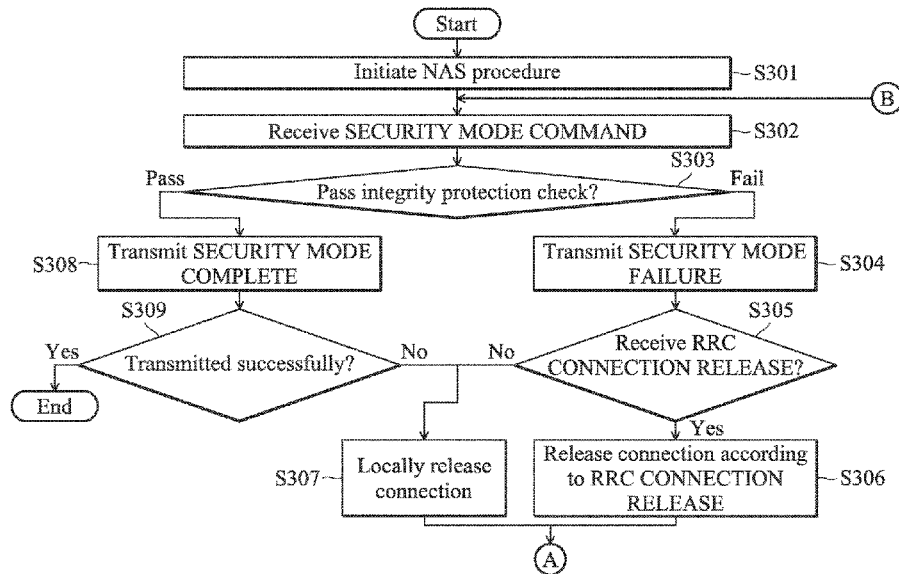 Start
Initiate NAS procedure
S301
B
Receive SECURITY MODE COMMAND
S302
S303
Pass
Pass integrity protection check?
Fail
S308
Transmit SECURITY MODE
COMPLETE
Transmit SECURITY MODE
FAILURE
S304
S309
S305
Yes
Transmitted successfully?
No
No
Receive RRC
CONNECTION RELEASE?
End
Yes
S307
Locally release
connection
Release connection according
to RRC CONNECTION
RELEASE
S306
A